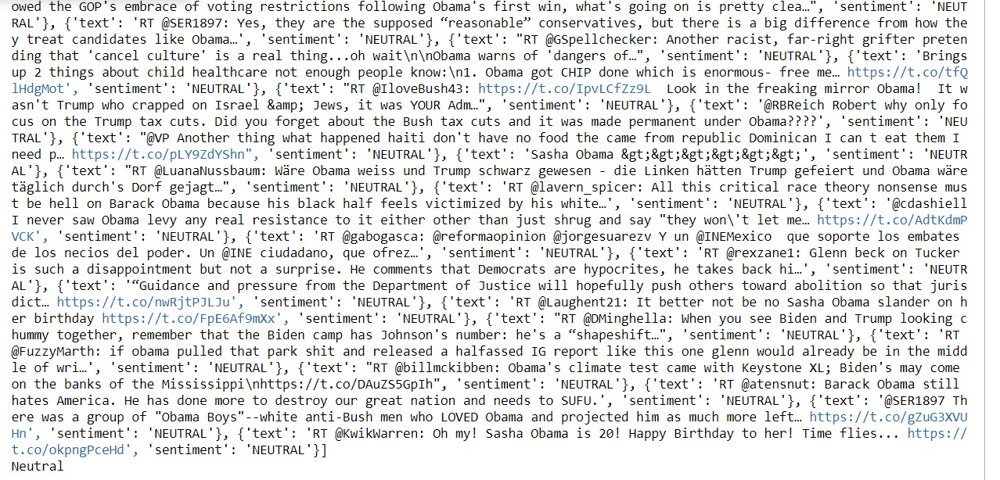 owed the GOP's embrace of voting restrictions following Obama's first win, what's going on is pretty clea…", 'sentiment': 'NEUT
RAL'}, {'text': 'RT @SER1897: Yes, they are the supposed “reasonable” conservatives, but there is a big difference from how the
y treat candidates like Obama…', 'sentiment': 'NEUTRAL'}, {'text': "RT @GSpellchecker: Another racist, far-right grifter preten
ding that 'cancel culture' is a real thing...oh wait\n\nObama warns of 'dangers of…", 'sentiment': 'NEUTRAL'}, {'text': 'Brings
up 2 things about child healthcare not enough people know:\n1. Obama got CHIP done which is enormous- free me… https://t.co/tfQ
lHdgMot', 'sentiment': 'NEUTRAL'}, {'text': "RT @IloveBush43: https://t.co/IpvLCfZz9L  Look in the freaking mirror Obama!  It w
asn't Trump who crapped on Israel &amp; Jews, it was YOUR Adm…", 'sentiment': 'NEUTRAL'}, {'text': '@RBReich Robert why only fo
cus on the Trump tax cuts. Did you forget about the Bush tax cuts and it was made permanent under Obama????', 'sentiment': 'NEU
TRAL'}, {'text': "@VP Another thing what happened haiti don't have no food the came from republic Dominican I can t eat them I
need p… https://t.co/pLY9ZdYShn", 'sentiment': 'NEUTRAL'}, {'text': 'Sasha Obama &gt;&gt;&gt;&gt;&gt;&gt;', 'sentiment': 'NEUTR
AL'}, {'text': "RT @LuanaNussbaum: Wäre Obama weiss und Trump schwarz gewesen - die Linken hätten Trump gefeiert und Obama wäre
täglich durch's Dorf gejagt…", 'sentiment': 'NEUTRAL'}, {'text': 'RT @lavern_spicer: All this critical race theory nonsense mus
t be hell on Barack Obama because his black half feels victimized by his white…', 'sentiment': 'NEUTRAL'}, {'text': '@cdashiell
I never saw Obama levy any real resistance to it either other than just shrug and say "they won\'t let me… https://t.co/AdtKdmP
VCK', 'sentiment': 'NEUTRAL'}, {'text': 'RT @gabogasca: @reformaopinion @jorgesuarezv Y un @INEMexico  que soporte los embates
de los necios del poder. Un @INE ciudadano, que ofrez…', 'sentiment': 'NEUTRAL'}, {'text': 'RT @rexzane1: Glenn beck on Tucker
is such a disappointment but not a surprise. He comments that Democrats are hypocrites, he takes back hi…', 'sentiment': 'NEUTR
AL'}, {'text': '“Guidance and pressure from the Department of Justice will hopefully push others toward abolition so that juris
dict… https://t.co/nwRjtPJLJu', 'sentiment': 'NEUTRAL'}, {'text': 'RT @Laughent21: It better not be no Sasha Obama slander on h
er birthday https://t.co/FpE6Af9mXx', 'sentiment': 'NEUTRAL'}, {'text': "RT @DMinghella: When you see Biden and Trump looking c
hummy together, remember that the Biden camp has Johnson's number: he's a “shapeshift…", 'sentiment': 'NEUTRAL'}, {'text': 'RT
@FuzzyMarth: if obama pulled that park shit and released a halfassed IG report like this one glenn would already be in the midd
le of wri…', 'sentiment': 'NEUTRAL'}, {'text': "RT @billmckibben: Obama's climate test came with Keystone XL; Biden's may come
on the banks of the Mississippi\nhttps://t.co/DAuZS5GpIh", 'sentiment': 'NEUTRAL'}, {'text': 'RT @atensnut: Barack Obama still
hates America. He has done more to destroy our great nation and needs to SUFU.', 'sentiment': 'NEUTRAL'}, {'text': '@SER1897 Th
ere was a group of "Obama Boys"--white anti-Bush men who LOVED Obama and projected him as much more left… https://t.co/gZuG3XVU
Hn', 'sentiment': 'NEUTRAL'}, {'text': 'RT @KwikWarren: Oh my! Sasha Obama is 20! Happy Birthday to her! Time flies... https://
t.co/okpngPceHd', 'sentiment': 'NEUTRAL'}]
Neutral